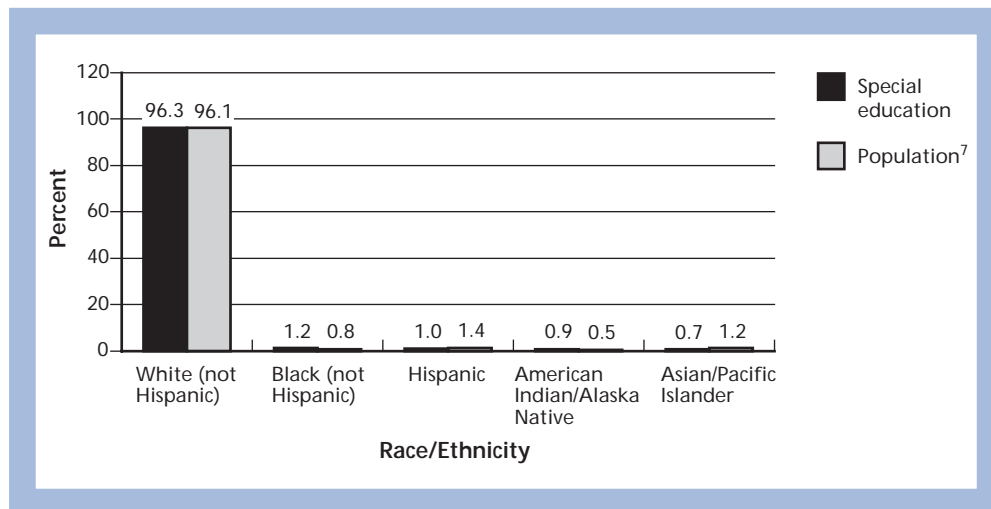 120
100
80
60
40
20
0
Percent
96.3 96.1
1.2 0.8
1.0 1.4
0.9 0.5
0.7 1.2
White (not
Hispanic)
Black (not
Hispanic)
Hispanic
American
Indian/Alaska
Native
Asian/Pacific
Islander
Race/Ethnicity
Special
education
Population⁷